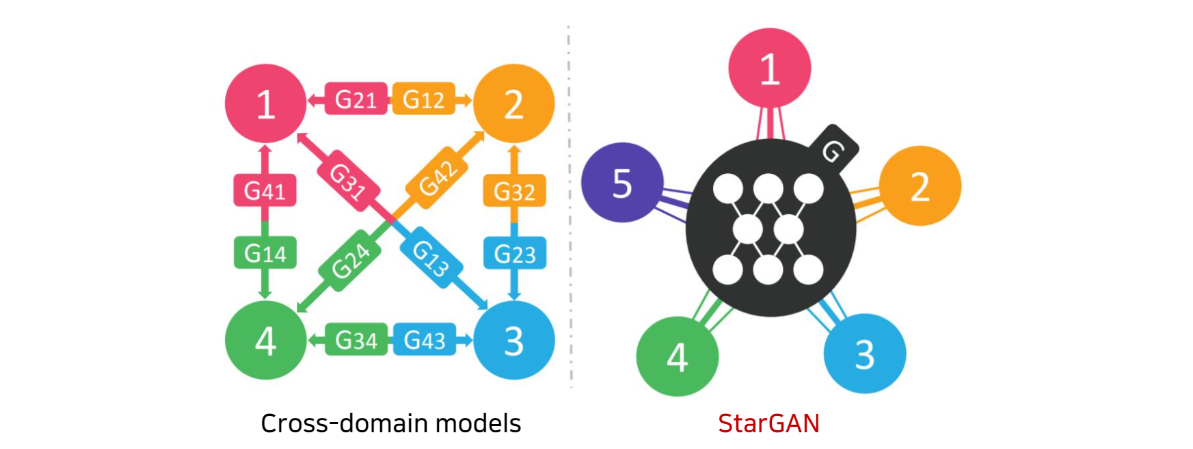 1
G21
G12
2
G41
G31
G42
G32
G14
G24
G13
G23
4
G34
G43
3
Cross-domain models
1
G
5
2
4
3
StarGAN